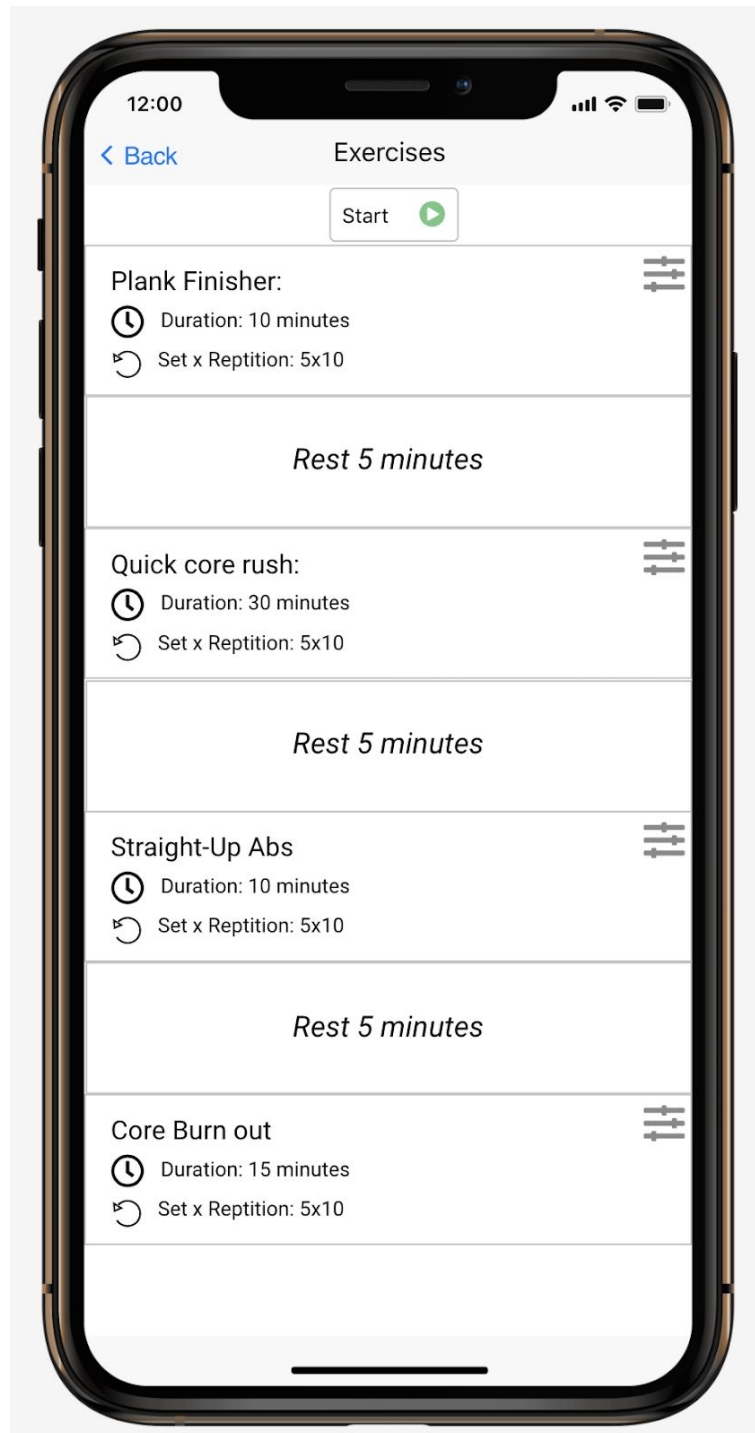 12:00
Back
Exercises
Start
Plank Finisher:
Duration: 10 minutes
Set x Reptition: 5x10
Rest 5 minutes
Quick core rush:
Duration: 30 minutes
Set x Reptition: 5x10
Rest 5 minutes
Straight-Up Abs
Duration: 10 minutes
Set x Reptition: 5x10
Rest 5 minutes
Core Burn out
Duration: 15 minutes
Set x Reptition: 5x10